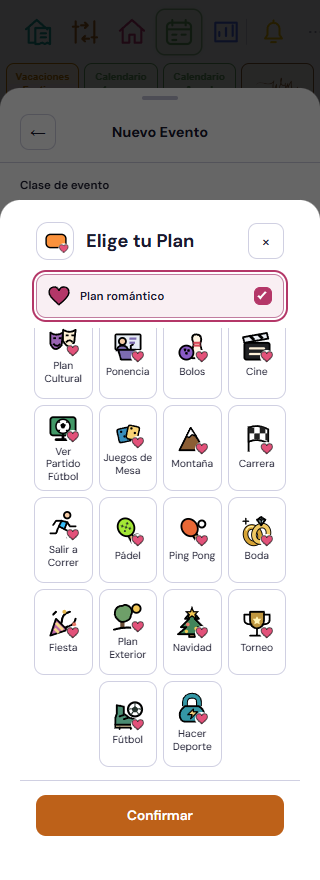 Vacaciones
Calendario
Calendario
Nuevo Evento
Clase de evento
Elige tu Plan
×
Plan romántico
Plan
Cultural
Ponencia
Bolos
Cine
Ver
Partido
Fútbol
Juegos de
Mesa
Montaña
Carrera
Salir a
Correr
Pádel
Ping Pong
Boda
Fiesta
Plan
Exterior
Navidad
Torneo
Fútbol
Hacer
Deporte
Confirmar